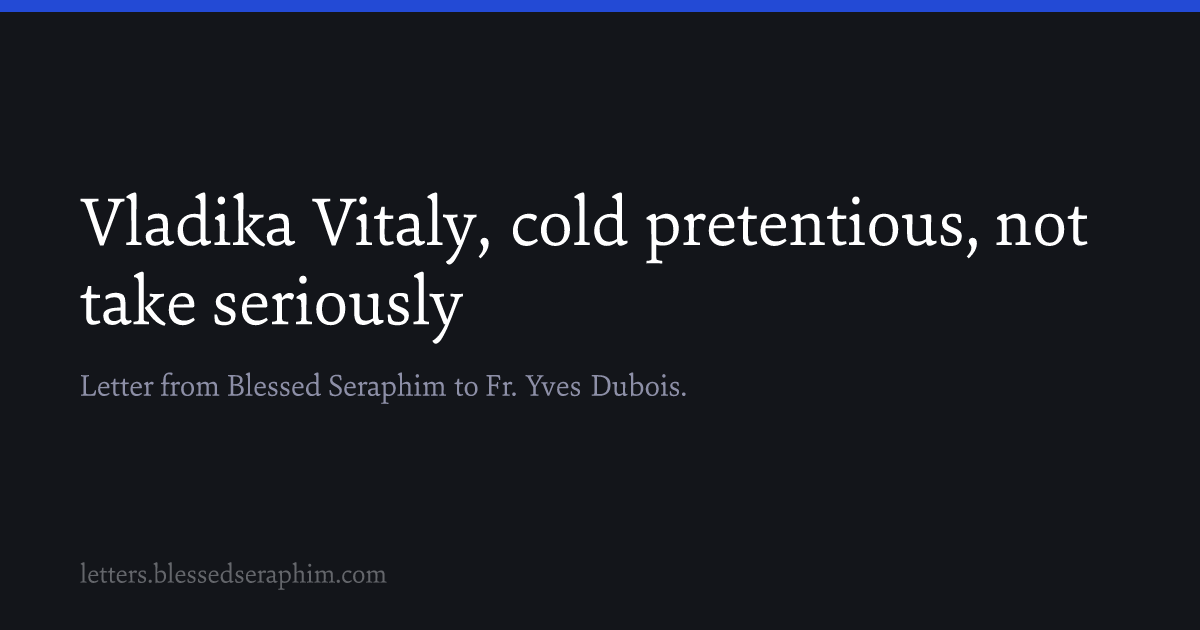 Vladika Vitaly, cold pretentious, not
take seriously
Letter from Blessed Seraphim to Fr. Yves Dubois.
letters.blessedseraphim.com